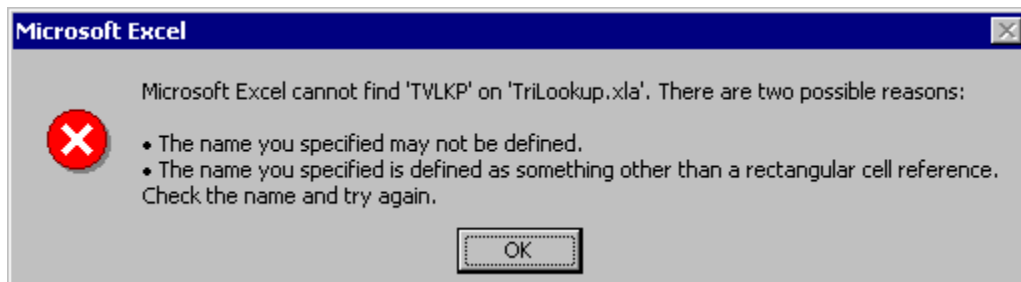 Microsoft Excel
Microsoft Excel cannot find 'TVLKP' on 'TriLookup.xla'. There are two possible reasons:
• The name you specified may not be defined.
• The name you specified is defined as something other than a rectangular cell reference.
Check the name and try again.
OK